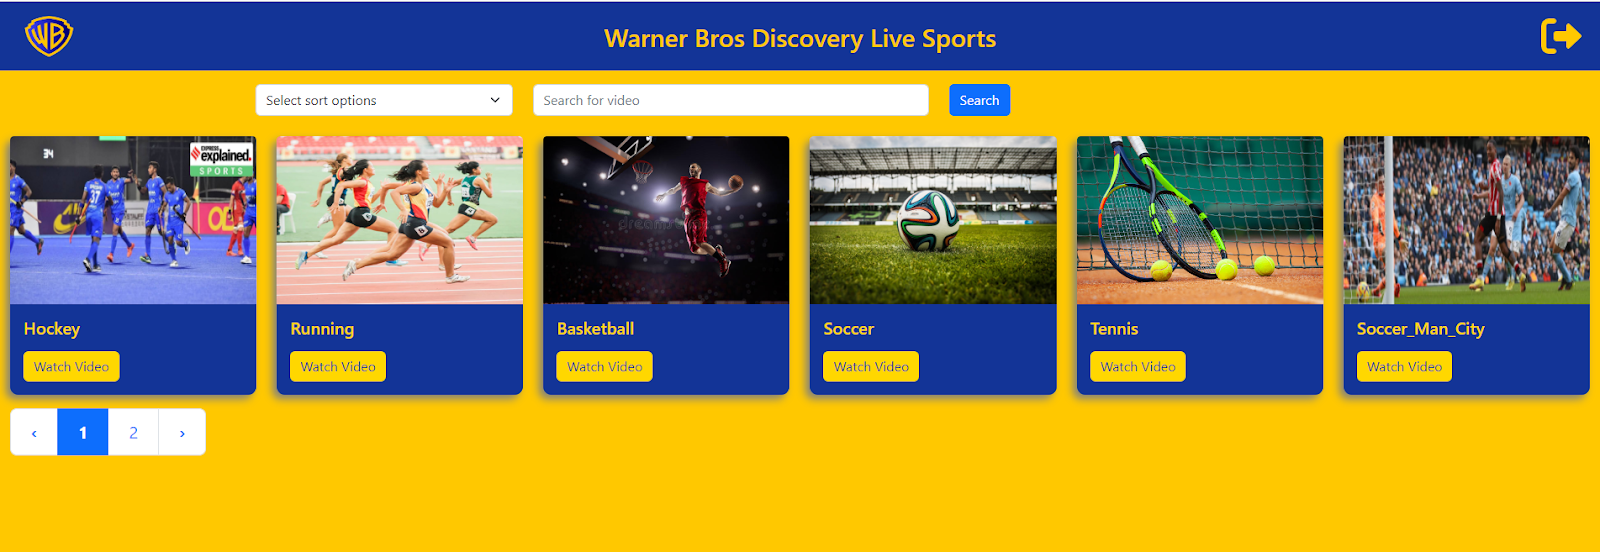 WB
Warner Bros Discovery Live Sports
Select sort options
Search for video
Search
34
EXPRESS
explained.
SPORTS
37
Hockey
Running
Basketball
Soccer
Tennis
Soccer_Man_City
Watch Video
Watch Video
Watch Video
Watch Video
Watch Video
Watch Video
‹
1
2
›